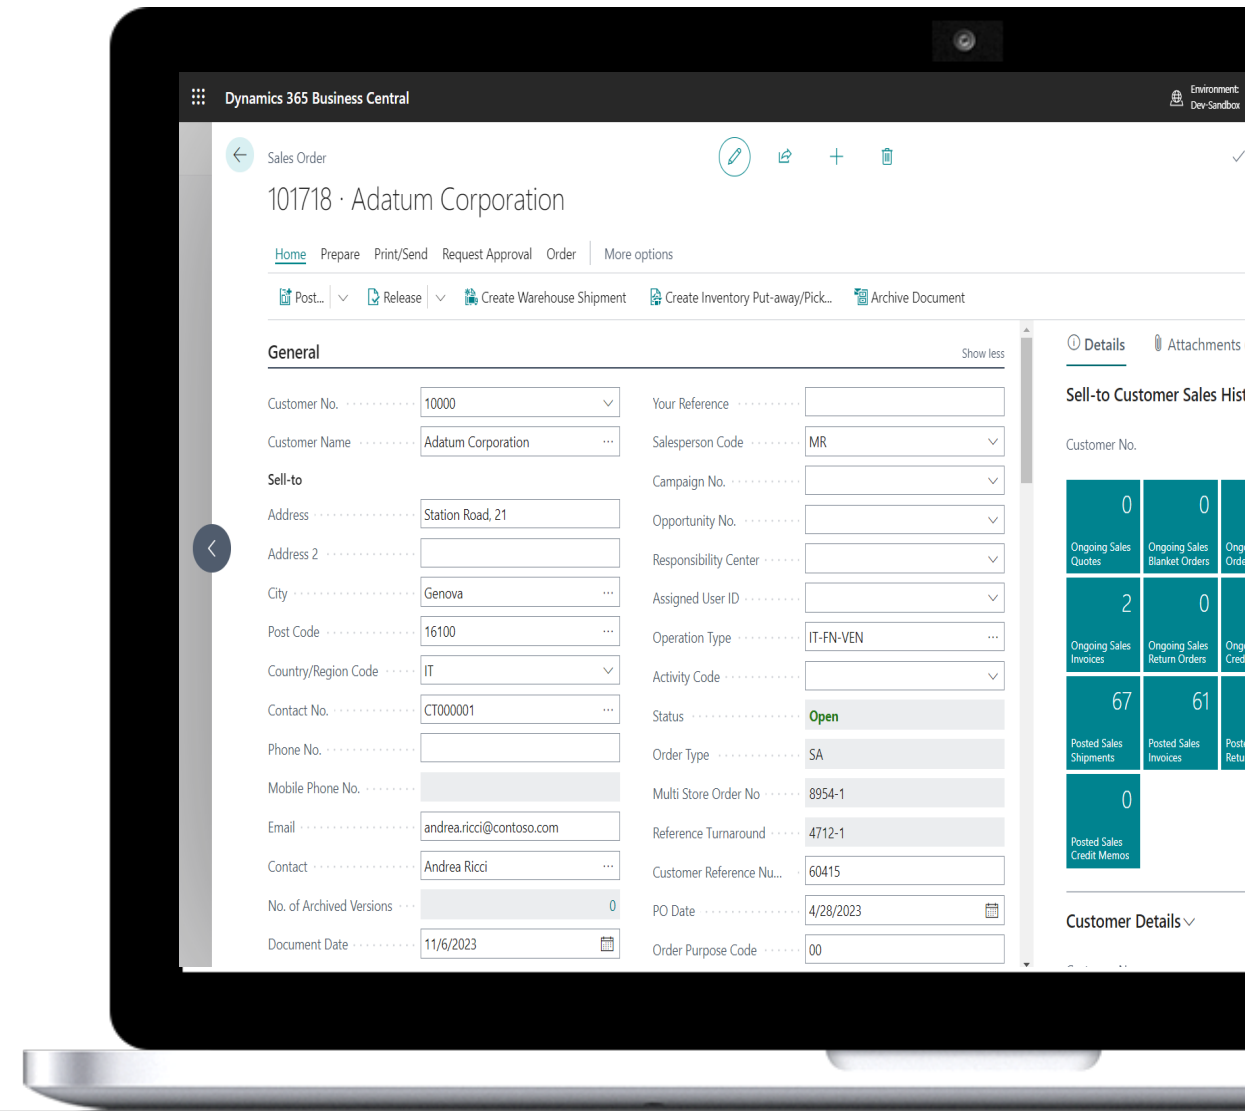 Dynamics 365 Business Central
Environment:
Dev-Sandbox
Sales Order
101718 · Adatum Corporation
Home Prepare Print/Send Request Approval Order More options
Post... Release Create Warehouse Shipment Create Inventory Put-away/Pick... Archive Document
General
Show less
Customer No. 10000
Customer Name Adatum Corporation
Sell-to
Address Station Road, 21
Address 2
City Genova
Post Code 16100
Country/Region Code IT
Contact No. CT000001
Phone No.
Mobile Phone No.
Email andrea.ricci@contoso.com
Contact Andrea Ricci
No. of Archived Versions 0
Document Date 11/6/2023
Your Reference
Salesperson Code MR
Campaign No.
Opportunity No.
Responsibility Center
Assigned User ID
Operation Type IT-FN-VEN
Activity Code
Status Open
Order Type SA
Multi Store Order No 8954-1
Reference Turnaround 4712-1
Customer Reference Nu... 60415
PO Date 4/28/2023
Order Purpose Code 00
Details Attachments
Sell-to Customer Sales Hist
Customer No.
0
Ongoing Sales
Quotes
0
Ongoing Sales
Blanket Orders
2
Ongoing Sales
Invoices
0
Ongoing Sales
Return Orders
67
Posted Sales
Shipments
61
Posted Sales
Invoices
0
Posted Sales
Credit Memos
Customer Details